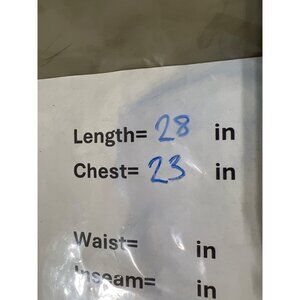 Length= 28 in
Chest= 23 in
Waist= in
Inseam= in